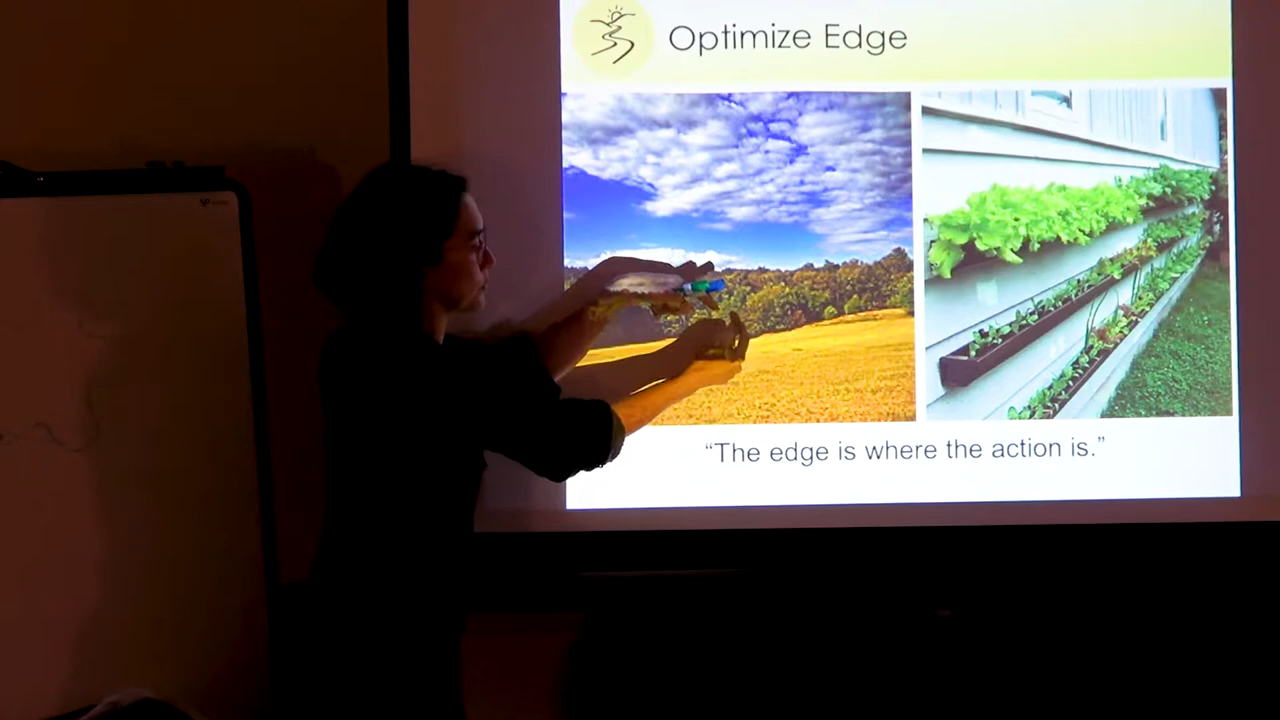 Optimize Edge
“The edge is where the action is.”